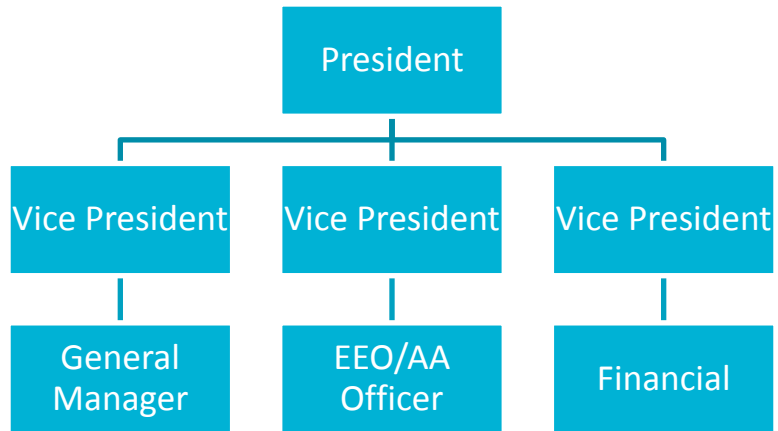 President
Vice President
Vice President
Vice President
General
Manager
EEO/AA
Officer
Financial